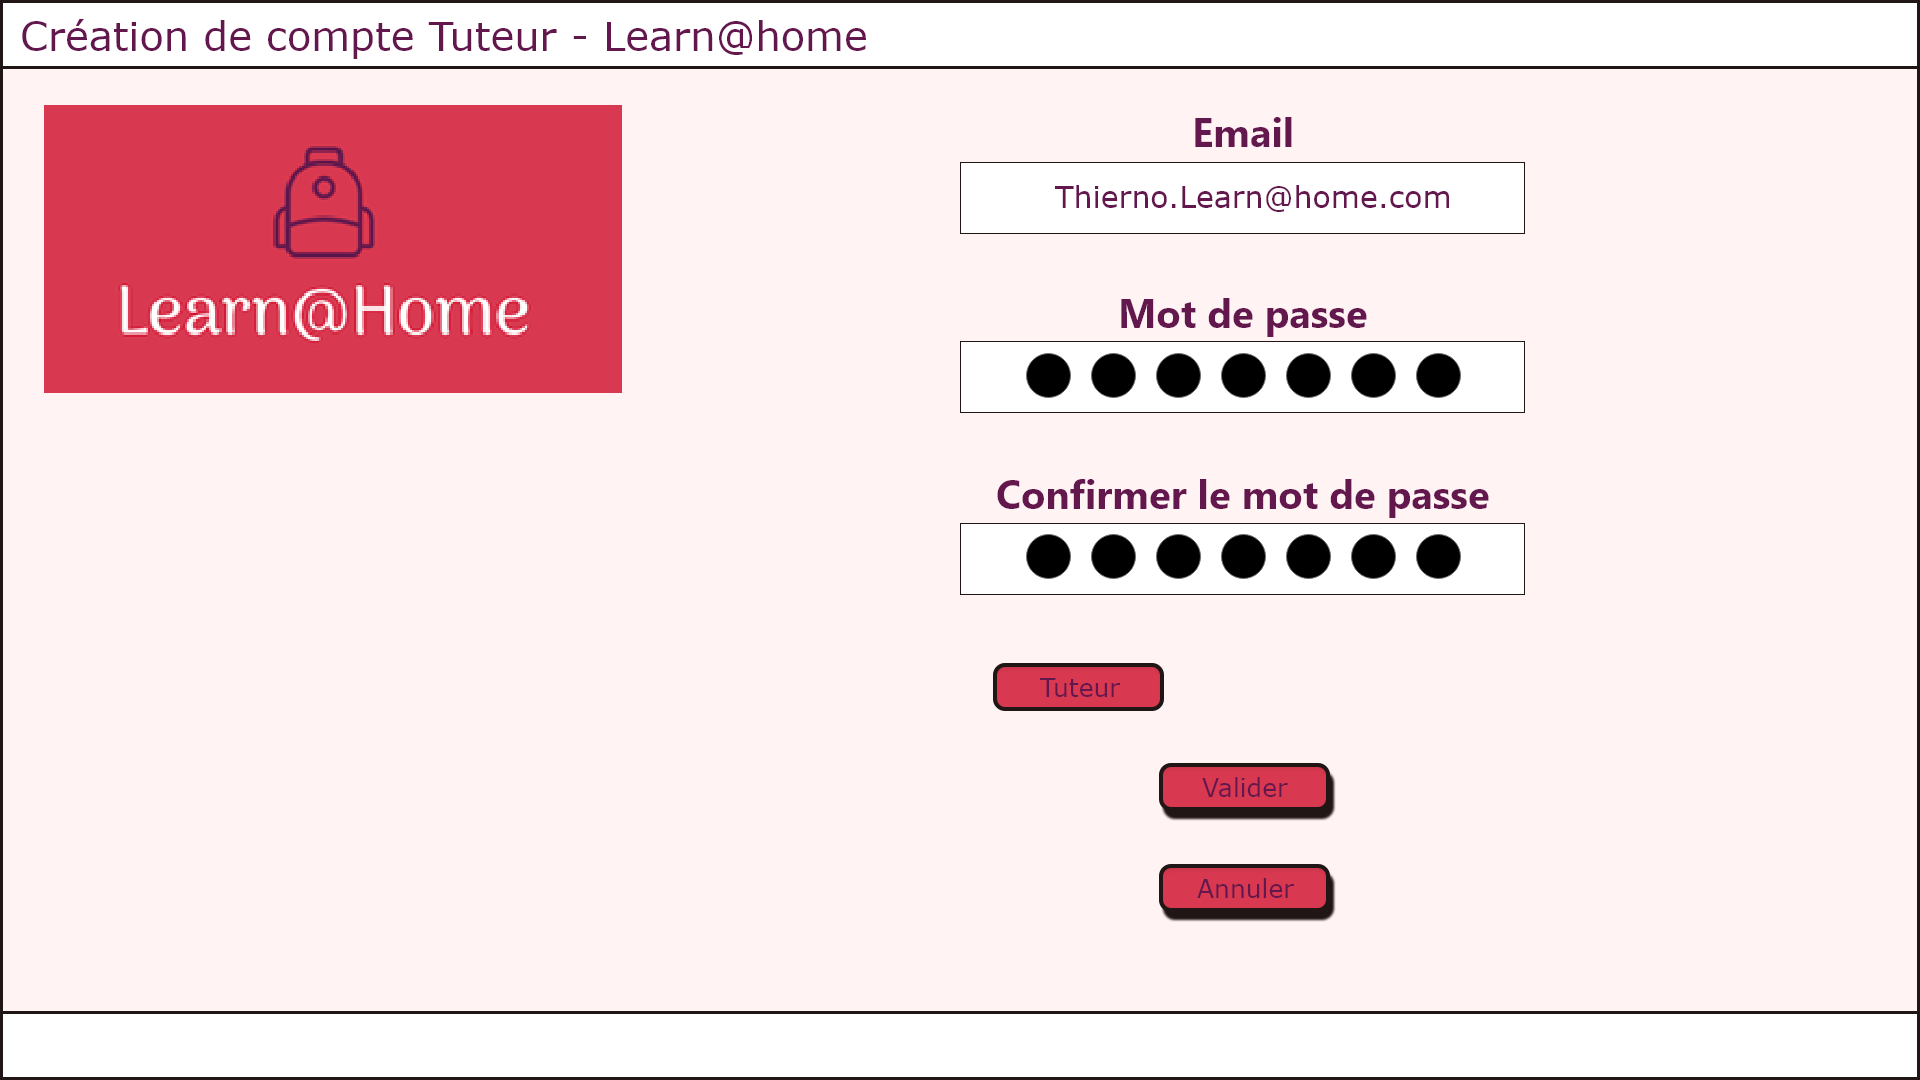 Création de compte Tuteur - Learn@home
Learn@Home
Email
Thierno.Learn@home.com
Mot de passe
Confirmer le mot de passe
Tuteur
Valider
Annuler